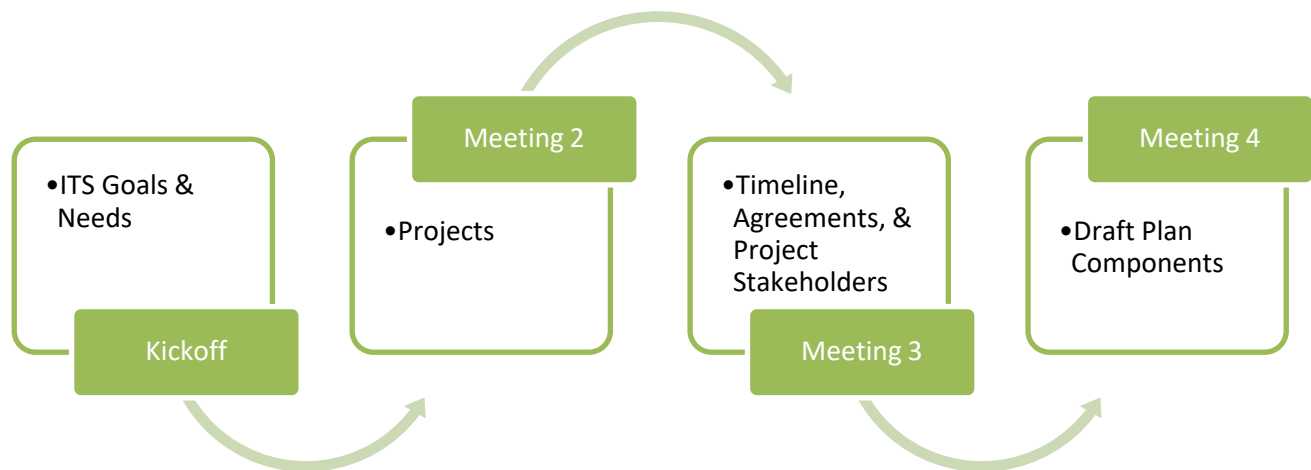 •ITS Goals &
Needs
Kickoff
Meeting 2
•Projects
•Timeline,
Agreements, &
Project
Stakeholders
Meeting 3
Meeting 4
•Draft Plan
Components